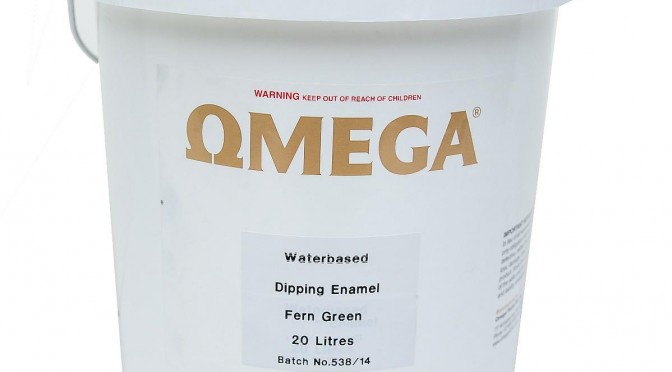 WARNING KEEP OUT OF REACH OF CHILDREN
ΩMEGA®
Waterbased
Dipping Enamel
Fern Green
20 Litres
Batch No.538/14